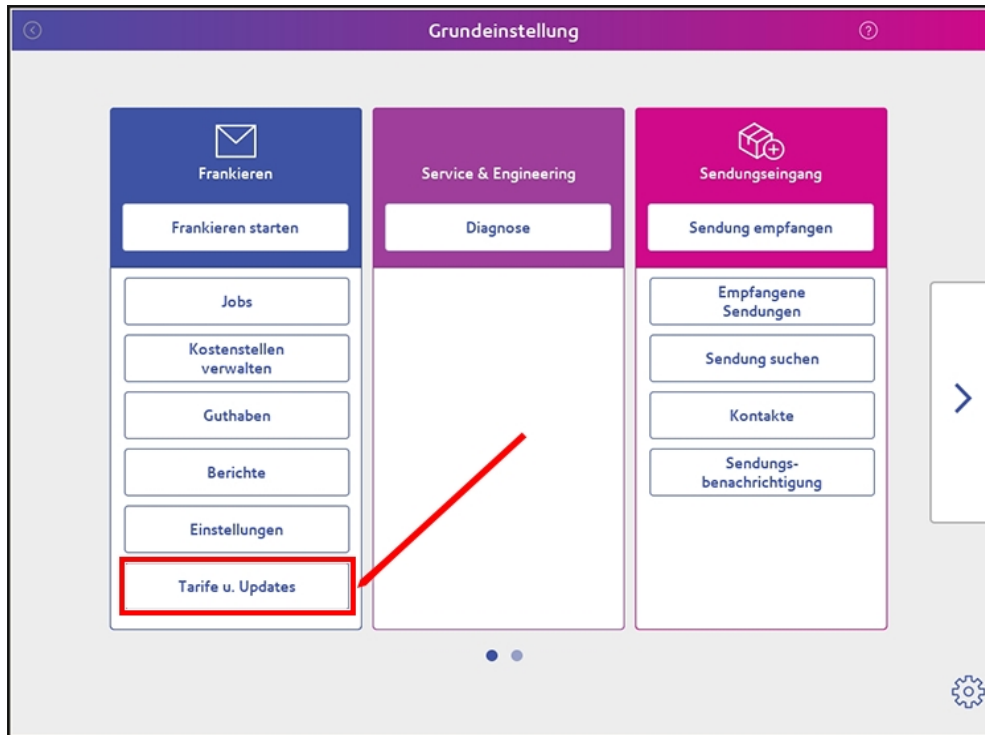 Grundeinstellung
Frankieren
Frankieren starten
Jobs
Kostenstellen
verwalten
Guthaben
Berichte
Einstellungen
Tarife u. Updates
Service & Engineering
Diagnose
Sendungseingang
Sendung empfangen
Empfangene
Sendungen
Sendung suchen
Kontakte
Sendungs-
benachrichtigung